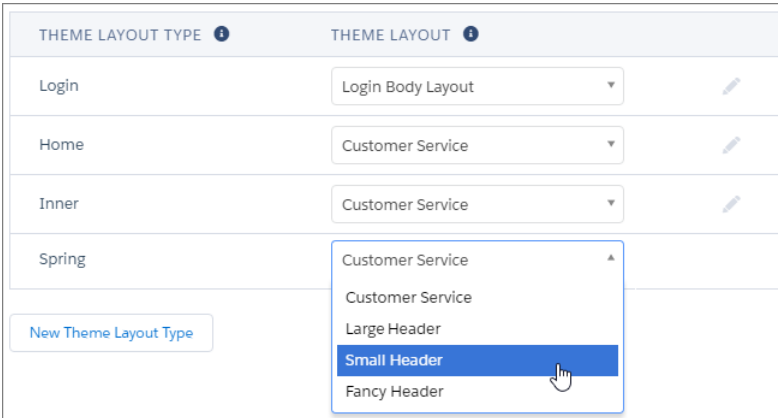 THEME LAYOUT TYPE THEME LAYOUT
Login Login Body Layout
Home Customer Service
Inner Customer Service
Spring Customer Service
Customer Service
Large Header
Small Header
Fancy Header
New Theme Layout Type